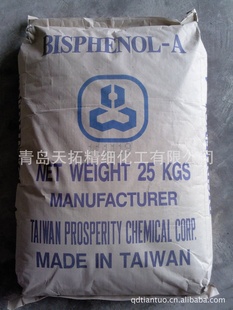 BISPHENOL-A
青岛天拓精细化工有限公司
NET WEIGHT 25 KGS
MANUFACTURER
TAIWAN PROSPERITY CHEMICAL CORP.
MADE IN TAIWAN
qdtiantuo.cn.alibaba.com